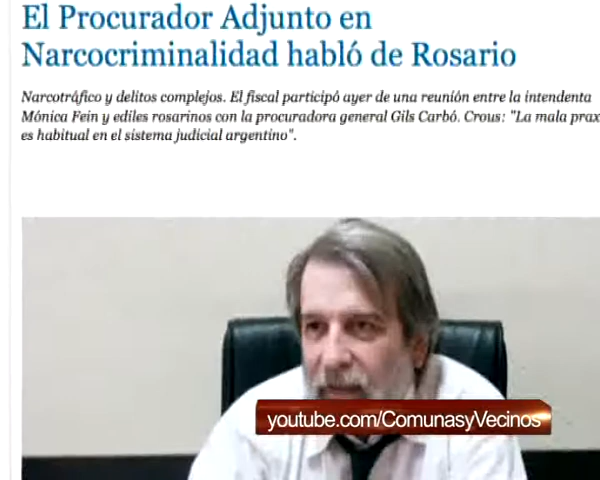 El Procurador Adjunto en
Narcocriminalidad habló de Rosario
Narcotráfico y delitos complejos. El fiscal participó ayer de una reunión entre la intendenta
Mónica Fein y ediles rosarinos con la procuradora general Gils Carbó. Crous: "La mala prax
es habitual en el sistema judicial argentino".
youtube.com/ComunasyVecinos